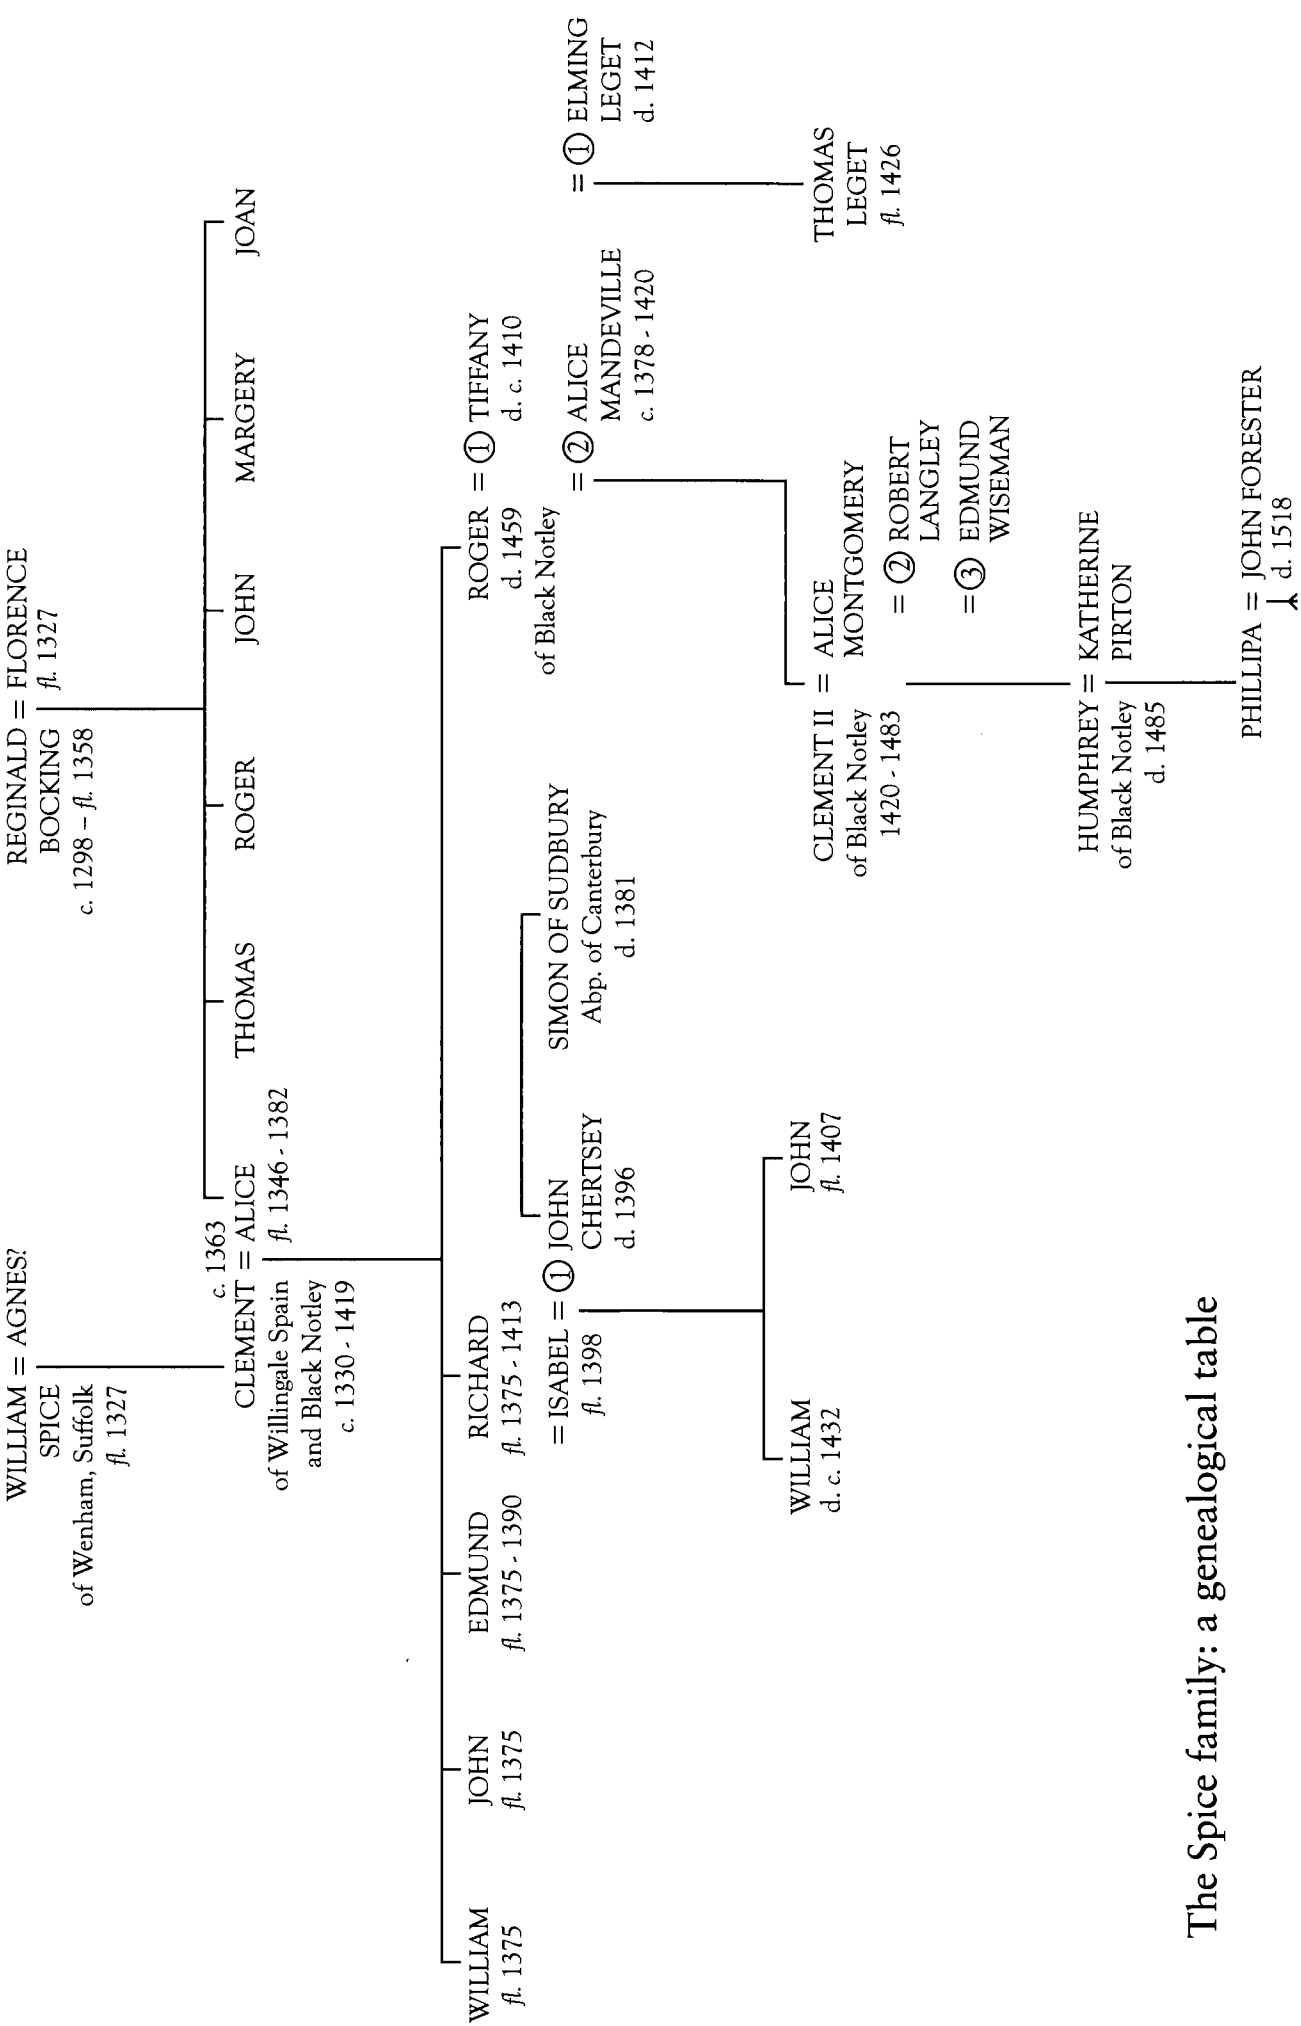 WILLIAM = AGNES?
SPICE
of Wenham, Suffolk
fl. 1327
REGINALD = FLORENCE
BOCKING
fl. 1327
c. 1298 – fl. 1358
c. 1363
CLEMENT = ALICE
fl. 1346 - 1382
of Willingale Spain
and Black Notley
c. 1330 - 1419
THOMAS
ROGER
JOHN
MARGERY
JOAN
WILLIAM
fl. 1375
JOHN
fl. 1375
EDMUND
fl. 1375 - 1390
RICHARD
fl. 1375 - 1413
= ISABEL = 1 JOHN
CHERTSEY
fl. 1398
d. 1396
SIMON OF SUDBURY
Abp. of Canterbury
d. 1381
ROGER = 1 TIFFANY
d. 1459
d. c. 1410
of Black Notley
= 2 ALICE
MANDEVILLE
c. 1378 - 1420
= 1 ELMING
LEGET
d. 1412
WILLIAM
d. c. 1432
JOHN
fl. 1407
CLEMENT II = ALICE
MONTGOMERY
of Black Notley
1420 - 1483
= 2 ROBERT
LANGLEY
= 3 EDMUND
WISEMAN
THOMAS
LEGET
fl. 1426
HUMPHREY = KATHERINE
PIRTON
of Black Notley
d. 1485
PHILLIPA = JOHN FORESTER
d. 1518
The Spice family: a genealogical table